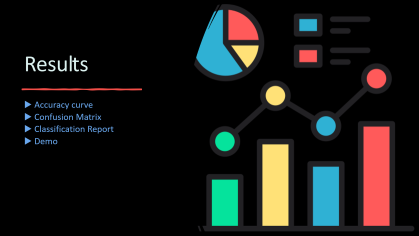 Results
Accuracy curve
Confusion Matrix
Classification Report
Demo